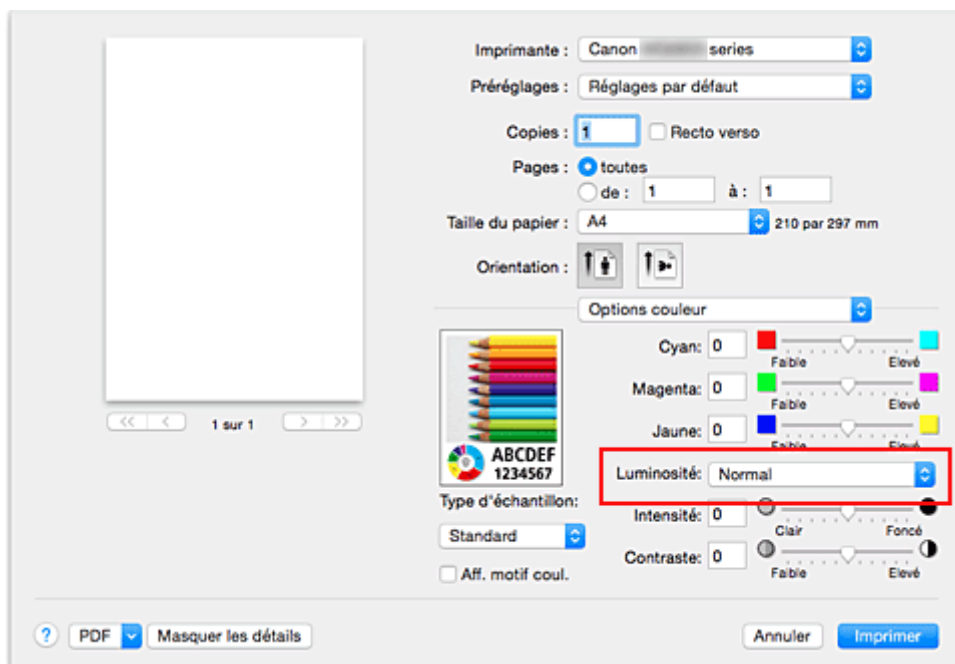 Imprimante : Canon series
Préréglages : Réglages par défaut
Copies : 1 Recto verso
Pages : toutes
de : 1 à : 1
Taille du papier : A4 210 par 297 mm
Orientation :
Options couleur
Cyan: 0
Faible Elevé
Magenta: 0
Faible Elevé
Jaune: 0
Faible Elevé
Luminosité: Normal
Intensité: 0
Clair Foncé
Contraste: 0
Faible Elevé
<< < 1 sur 1 > >>
ABCDEF
1234567
Type d'échantillon:
Standard
Aff. motif coul.
? PDF Masquer les détails Annuler Imprimer